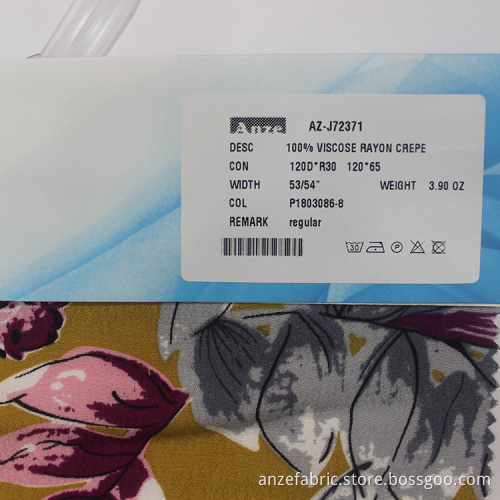 Anze AZ-J72371
DESC 100% VISCOSE RAYON CREPE
CON 120D*R30 120*65
WIDTH 53/54" WEIGHT 3.90 OZ
COL P1803086-8
REMARK regular
30 P
anzefabric.store.bossgoo.com